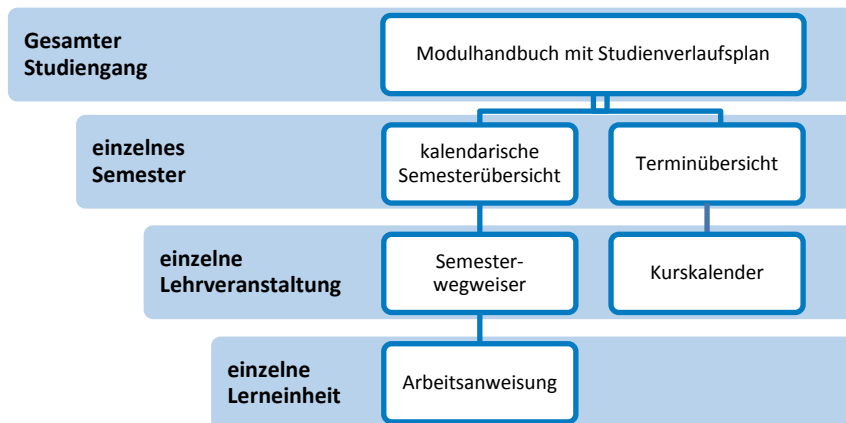 Gesamter
Studiengang
Modulhandbuch mit Studienverlaufsplan
einzelnes
Semester
kalendarische
Semesterübersicht
Terminübersicht
einzelne
Lehrveranstaltung
Semester-
wegweiser
Kurskalender
einzelne
Lerneinheit
Arbeitsanweisung